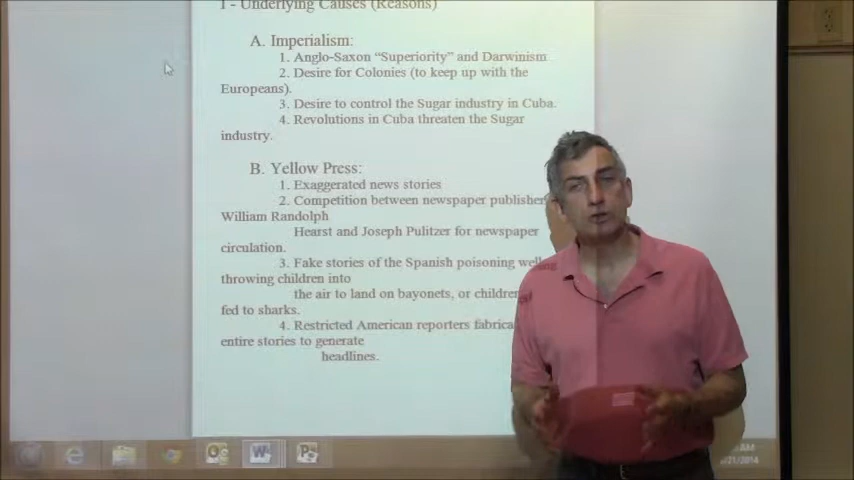 I - Underlying Causes (Reasons)
A. Imperialism:
1. Anglo-Saxon “Superiority” and Darwinism
2. Desire for Colonies (to keep up with the
Europeans).
3. Desire to control the Sugar industry in Cuba.
4. Revolutions in Cuba threaten the Sugar
industry.
B. Yellow Press:
1. Exaggerated news stories
2. Competition between newspaper publisher
William Randolph
Hearst and Joseph Pulitzer for newspaper
circulation.
3. Fake stories of the Spanish poisoning
throwing children into
the air to land on bayonets, or children
fed to sharks.
4. Restricted American reporters
entire stories to generate
headlines.